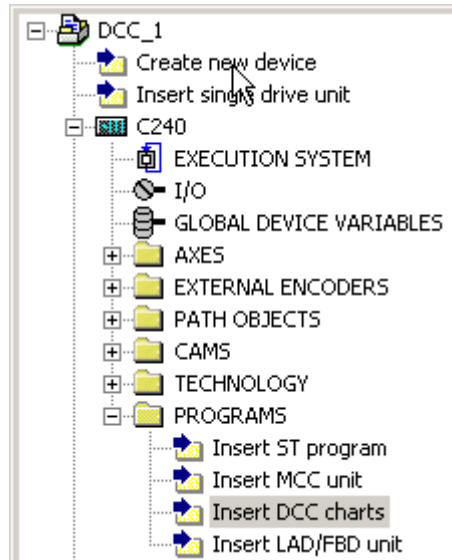 DCC_1
Create new device
Insert single drive unit
C240
EXECUTION SYSTEM
I/O
GLOBAL DEVICE VARIABLES
AXES
EXTERNAL ENCODERS
PATH OBJECTS
CAMS
TECHNOLOGY
PROGRAMS
Insert ST program
Insert MCC unit
Insert DCC charts
Insert LAD/FBD unit